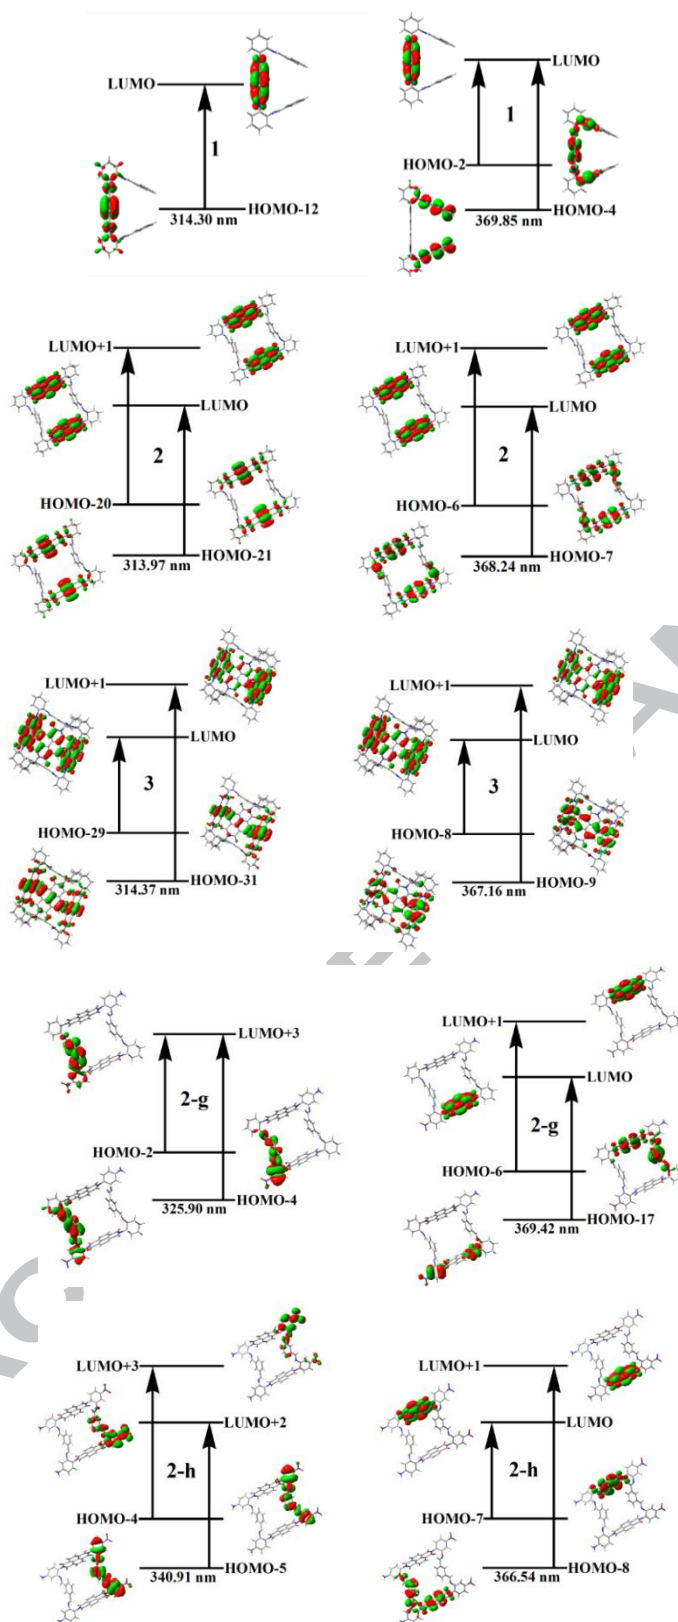 LUMO
1
HOMO-12
314.30 nm
LUMO
1
HOMO-2
HOMO-4
369.85 nm
LUMO+1
LUMO
2
HOMO-20
HOMO-21
313.97 nm
LUMO+1
LUMO
2
HOMO-6
HOMO-7
368.24 nm
LUMO+1
LUMO
3
HOMO-29
HOMO-31
314.37 nm
LUMO+1
LUMO
3
HOMO-8
HOMO-9
367.16 nm
LUMO+3
2-g
HOMO-2
HOMO-4
325.90 nm
LUMO+1
LUMO
2-g
HOMO-6
HOMO-17
369.42 nm
LUMO+3
LUMO+2
2-h
HOMO-4
HOMO-5
340.91 nm
LUMO+1
LUMO
2-h
HOMO-7
HOMO-8
366.54 nm